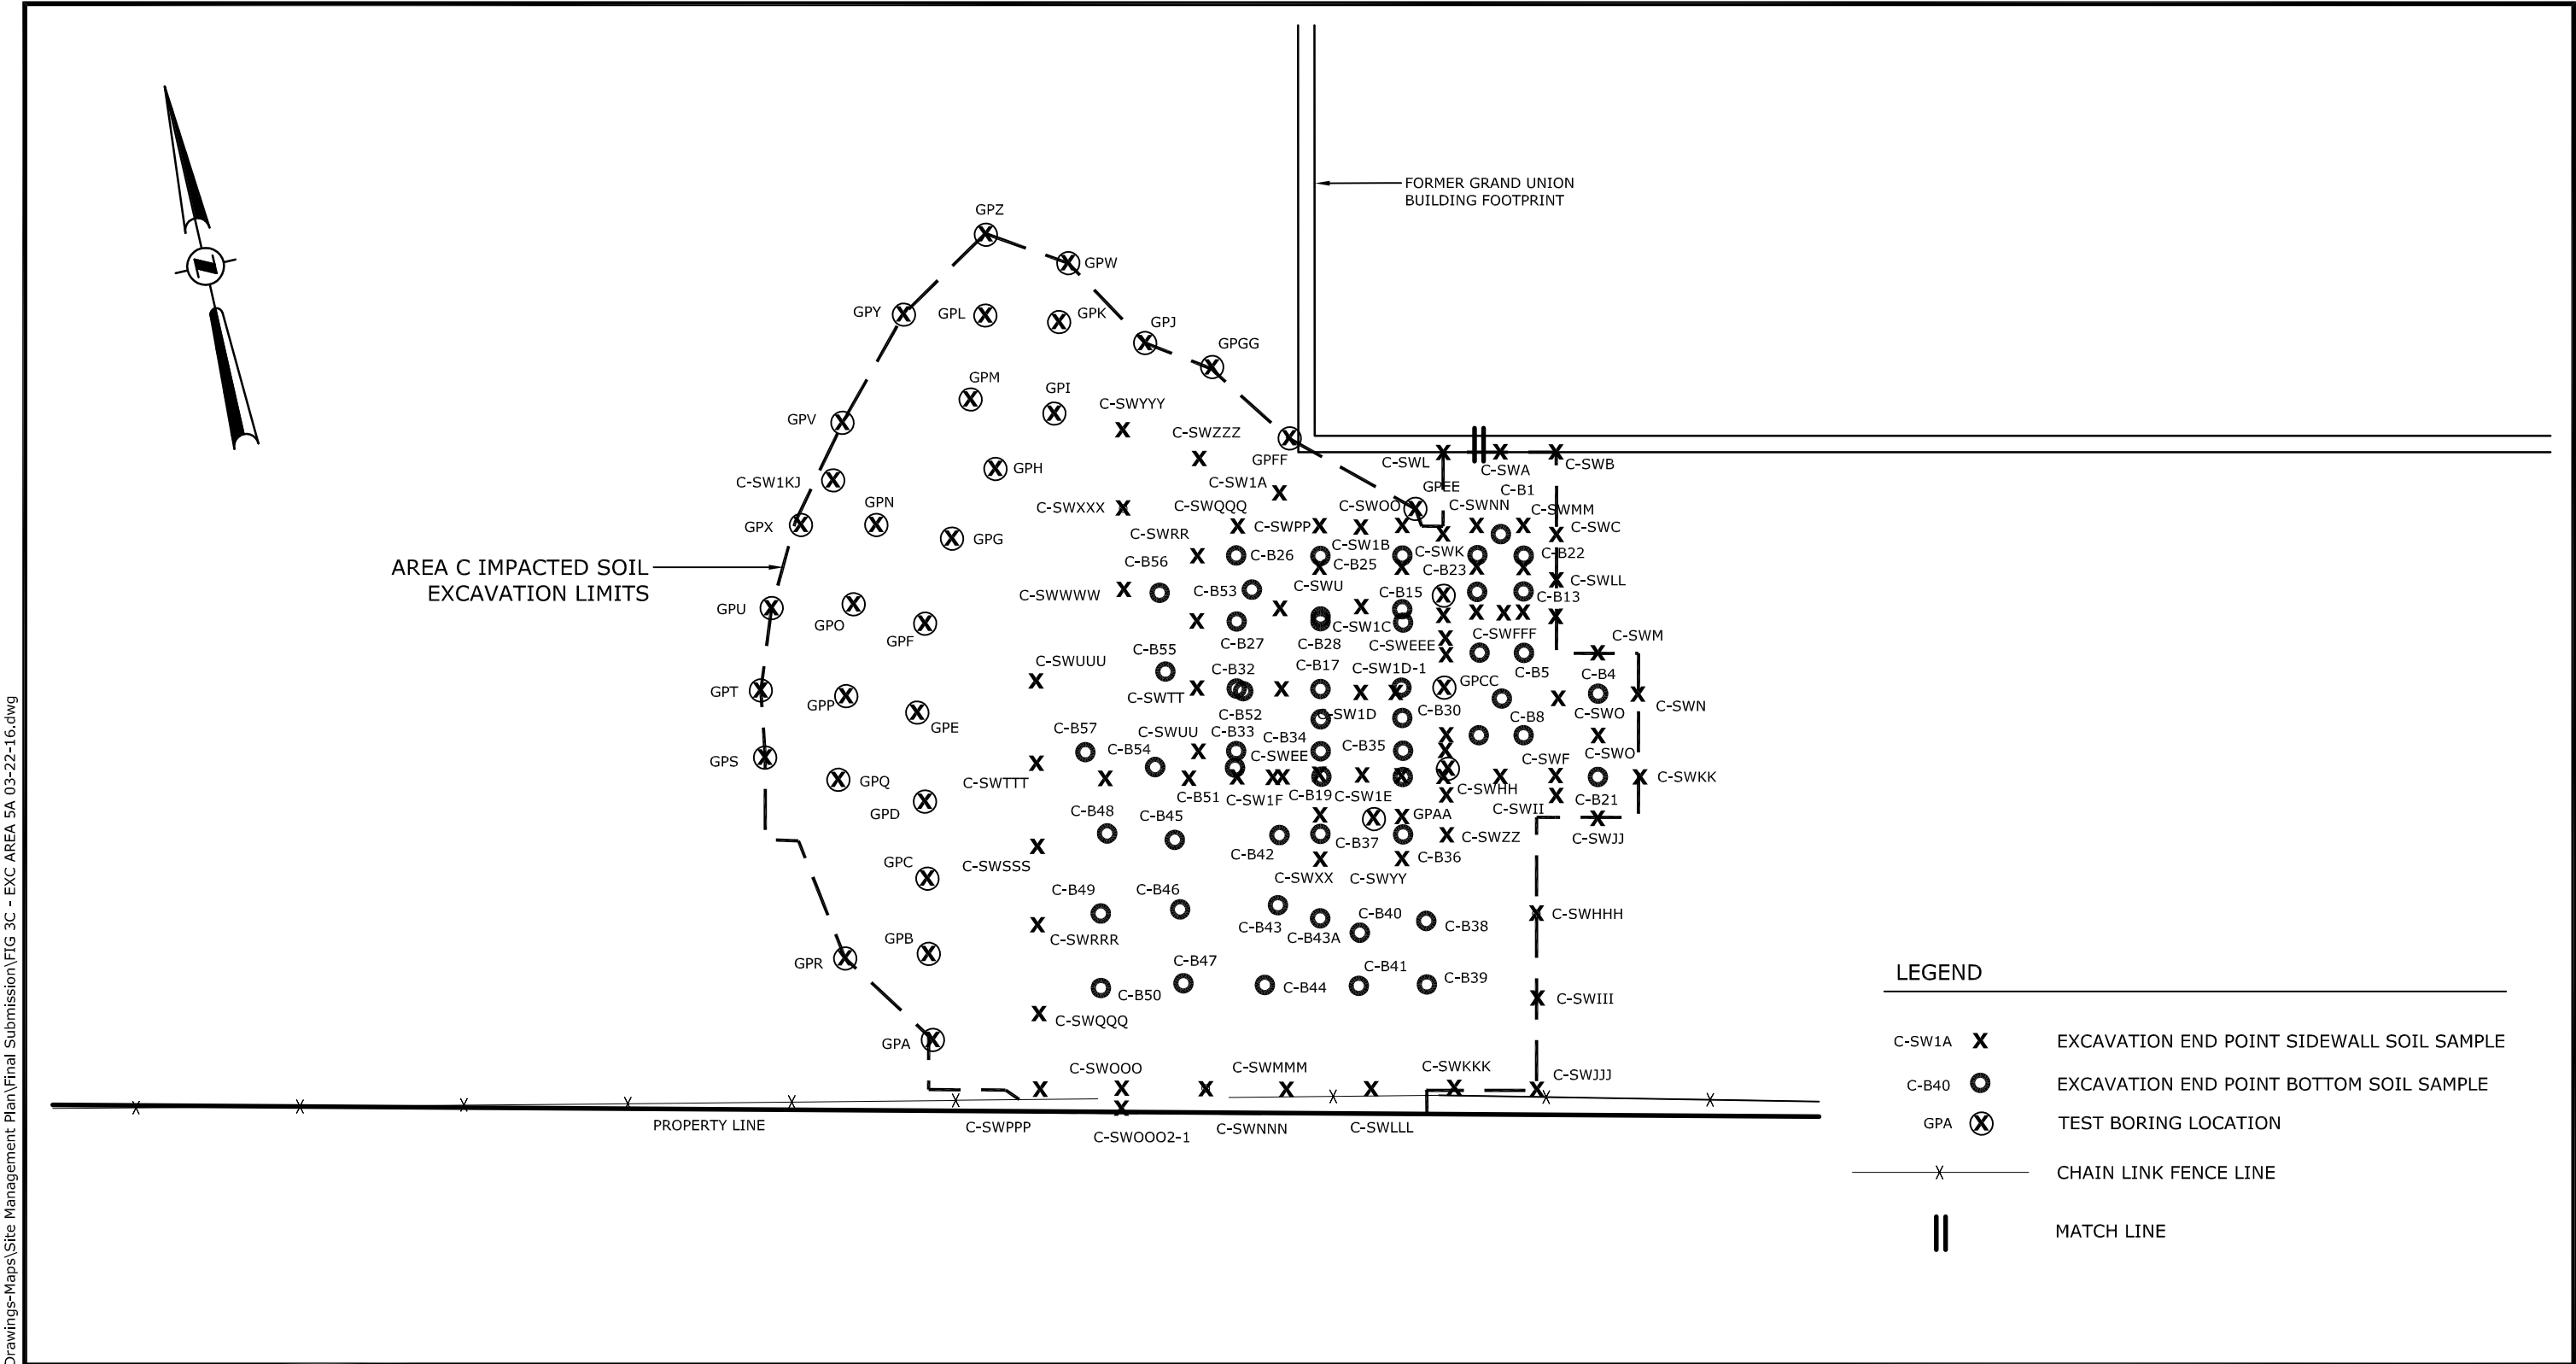 FORMER GRAND UNION
BUILDING FOOTPRINT
GPZ
GPW
GPY
GPL
GPK
GPJ
GPGG
GPM
GPI
C-SWYYY
GPV
C-SWZZZ
GPFF
C-SWL
C-SWA
C-SWB
GPH
C-SW1KJ
C-SW1A
GPEE
C-B1
GPN
C-SWXXX
C-SWQQQ
C-SWOO
C-SWNN
C-SWMM
GPX
C-SWPP
C-SWC
GPG
C-SWRR
C-SW1B
C-SWK
C-B22
C-B56
C-B26
C-B25
C-B23
AREA C IMPACTED SOIL
EXCAVATION LIMITS
C-SWLL
C-SWWWW
C-B53
C-SWU
C-B15
C-B13
GPU
GPO
GPF
C-SW1C
C-SWFFF
C-SWM
C-B27
C-B28
C-SWEEE
C-B55
C-SWUUU
C-B32
C-B17
C-SW1D-1
GPCC
C-B5
C-B4
GPT
GPP
C-SWTT
C-SWN
C-B52
C-SW1D
C-B30
C-B8
C-SWO
GPE
C-B57
C-B54
C-SWUU
C-B33
C-B34
C-B35
C-SWEE
C-SWO
GPS
C-SWF
GPQ
C-SWTTT
C-B51
C-SW1F
C-B19
C-SW1E
C-SWHH
C-SWKK
C-B21
GPD
C-B48
C-B45
GPAA
C-SWII
C-SWJJ
C-B42
C-B37
C-B36
C-SWZZ
GPC
C-SWSSS
C-SWXX
C-SWYY
C-B49
C-B46
C-B43
C-B43A
C-B40
C-B38
C-SWHHH
GPB
C-SWRRR
GPR
C-B47
C-B41
C-B50
C-B44
C-B39
C-SWIII
C-SWQQQ
GPA
C-SWOOO
C-SWMMM
C-SWKKK
C-SWJJJ
PROPERTY LINE
C-SWPPP
C-SWOOO2-1
C-SWNNN
C-SWLLL
LEGEND
C-SW1A X EXCAVATION END POINT SIDEWALL SOIL SAMPLE
C-B40 EXCAVATION END POINT BOTTOM SOIL SAMPLE
GPA X TEST BORING LOCATION
X CHAIN LINK FENCE LINE
MATCH LINE
Drawings-Maps\Site Management Plan\Final Submission\FIG 3C - EXC AREA 5A 03-22-16.dwg